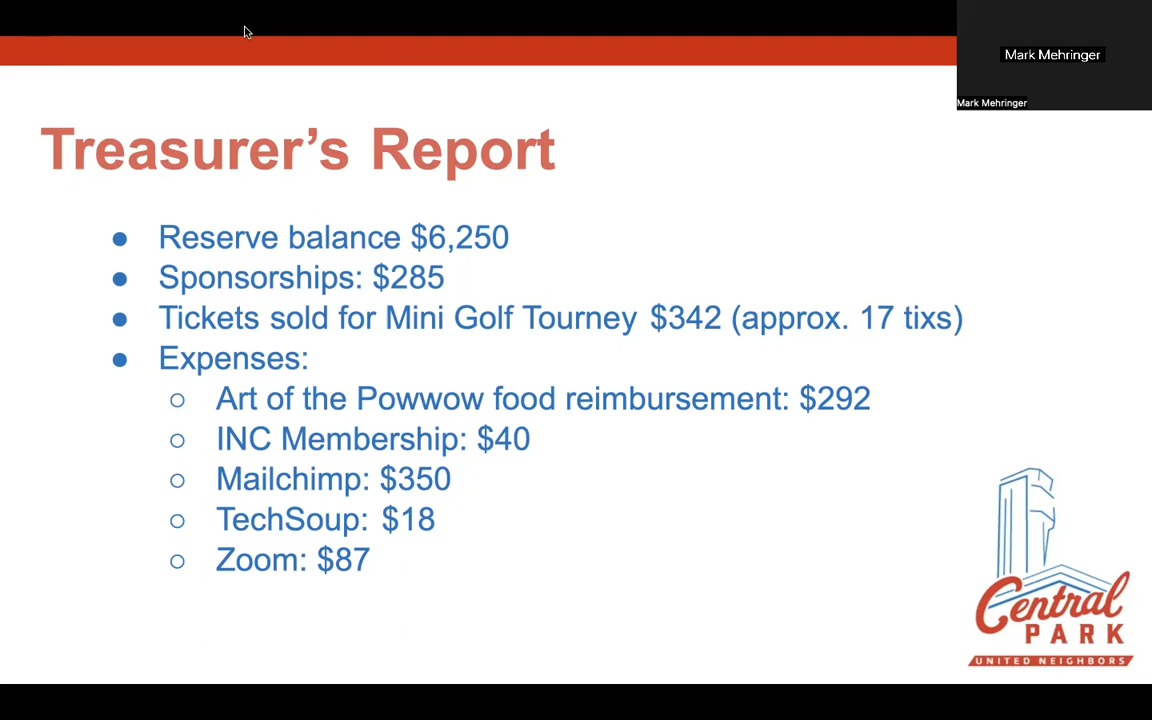 Mark Mehringer
Mark Mehringer
Treasurer's Report
● Reserve balance $6,250
● Sponsorships: $285
● Tickets sold for Mini Golf Tourney $342 (approx. 17 tixs)
● Expenses:
○ Art of the Powwow food reimbursement: $292
○ INC Membership: $40
○ Mailchimp: $350
○ TechSoup: $18
○ Zoom: $87
Central
PARK
UNITED NEIGHBORS